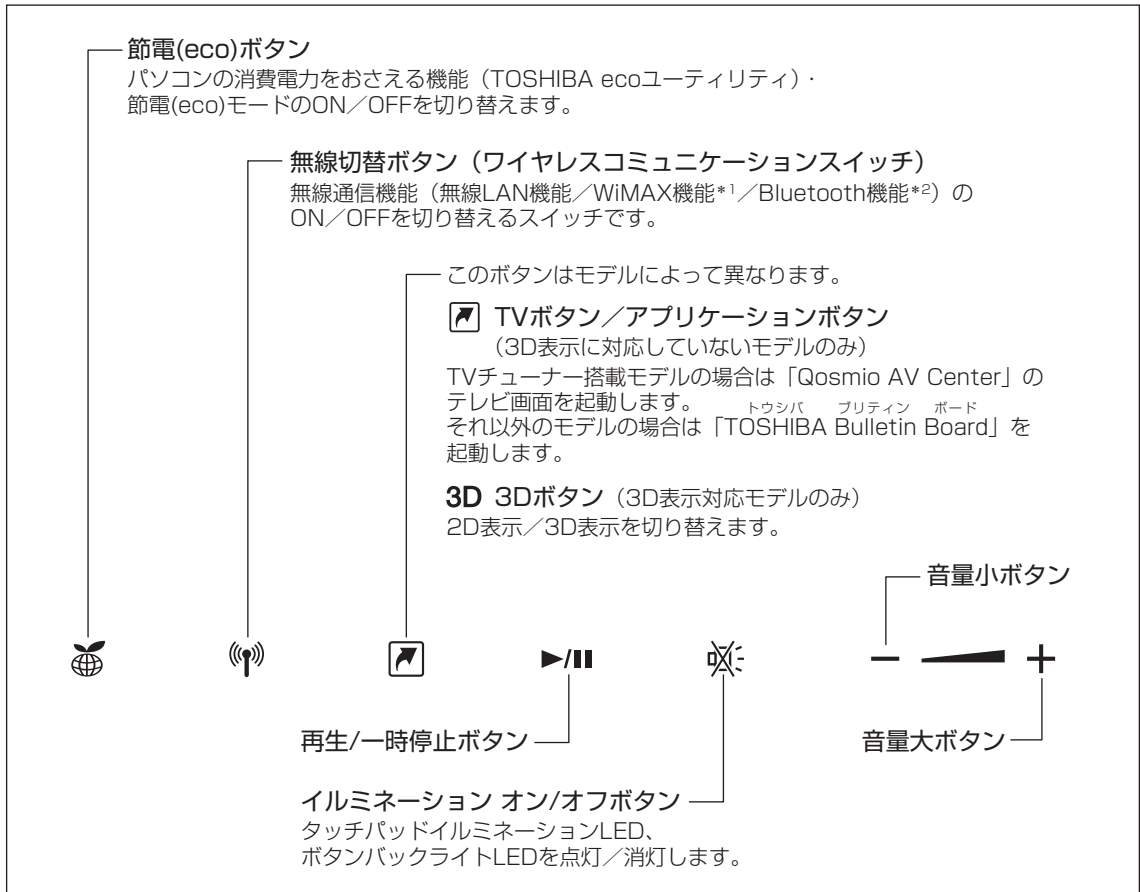 節電(eco)ボタン
パソコンの消費電力をおさえる機能（TOSHIBA ecoユーティリティ）・
節電(eco)モードのON／OFFを切り替えます。
無線切替ボタン（ワイヤレスコミュニケーションスイッチ）
無線通信機能（無線LAN機能／WiMAX機能*1／Bluetooth機能*2）の
ON／OFFを切り替えるスイッチです。
このボタンはモデルによって異なります。
TVボタン／アプリケーションボタン
（3D表示に対応していないモデルのみ）
TVチューナー搭載モデルの場合は「Qosmio AV Center」の
テレビ画面を起動します。
トウシバ ブリティン ボード
それ以外のモデルの場合は「TOSHIBA Bulletin Board」を
起動します。
3D 3Dボタン（3D表示対応モデルのみ）
2D表示／3D表示を切り替えます。
音量小ボタン
再生/一時停止ボタン
音量大ボタン
イルミネーション オン/オフボタン
タッチパッドイルミネーションLED、
ボタンバックライトLEDを点灯／消灯します。